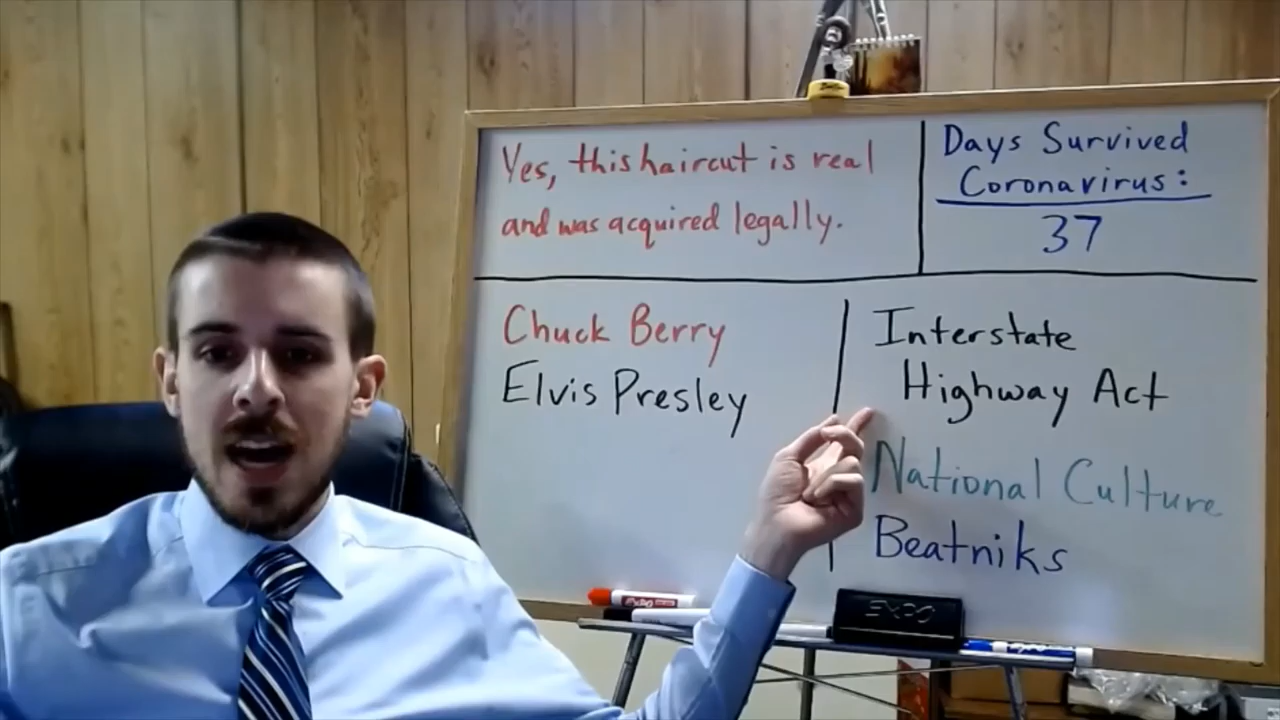 Yes, this haircut is real
and was acquired legally.
Days Survived
Coronavirus:
37
Chuck Berry
Elvis Presley
Interstate
Highway Act
National Culture
Beatniks
EXPO
EXPO